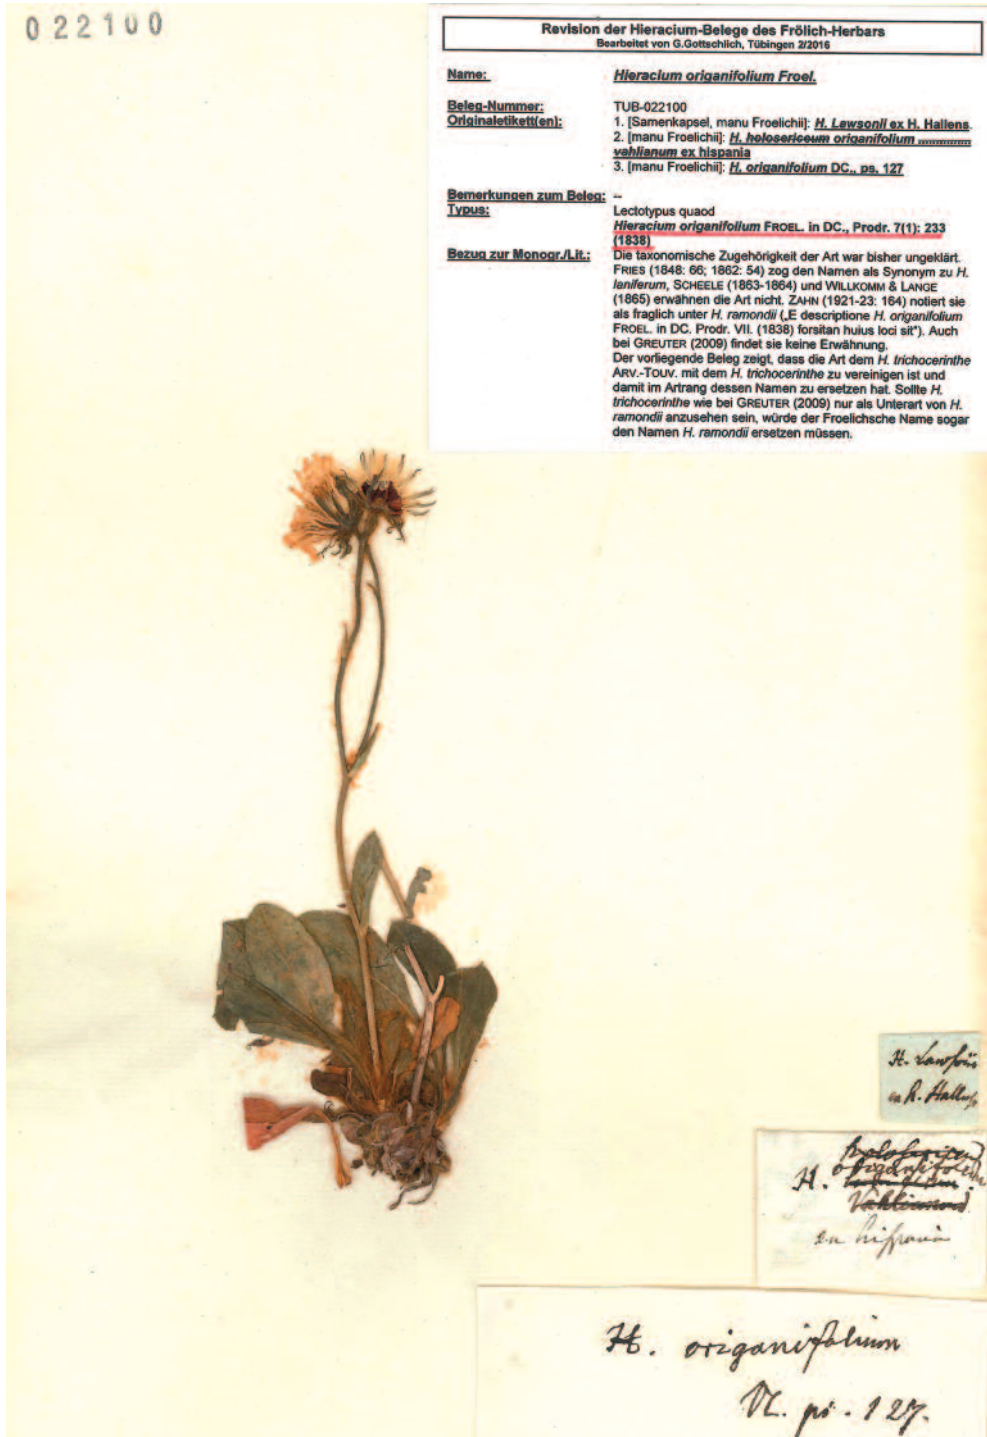 022100
Revision der Hieracium-Belege des Frölich-Herbars
Bearbeitet von G.Gottschlich, Tübingen 2/2016
Name: Hieracium origanifolium Froel.
Beleg-Nummer: TUB-022100
Originaletikett(en): 1. [Samenkapsel, manu Froelichii]: H. Lawsonii ex H. Hallens.
2. [manu Froelichii]: H. holosericeum origanifolium ..............
vahlianum ex hispania
3. [manu Froelichii]: H. origanifolium DC., ps. 127
Bemerkungen zum Beleg: --
Typus: Lectotypus quaod
Hieracium origanifolium FROEL. in DC., Prodr. 7(1): 233
(1838)
Bezug zur Monogr./Lit.: Die taxonomische Zugehörigkeit der Art war bisher ungeklärt.
FRIES (1848: 66; 1862: 54) zog den Namen als Synonym zu H.
laniferum, SCHEELE (1863-1864) und WILLKOMM & LANGE
(1865) erwähnen die Art nicht. ZAHN (1921-23: 164) notiert sie
als fraglich unter H. ramondii („E descriptione H. origanifolium
FROEL. in DC. Prodr. VII. (1838) forsitan huius loci sit"). Auch
bei GREUTER (2009) findet sie keine Erwähnung.
Der vorliegende Beleg zeigt, dass die Art dem H. trichocerinthe
ARV.-TOUV. mit dem H. trichocerinthe zu vereinigen ist und
damit im Artrang dessen Namen zu ersetzen hat. Sollte H.
trichocerinthe wie bei GREUTER (2009) nur als Unterart von H.
ramondii anzusehen sein, würde der Froelichsche Name sogar
den Namen H. ramondii ersetzen müssen.
H. Lawsonii
ex H. Hallens.
holosericeum
H. origanifolium
Vahlianum
ex hispania
H. origanifolium
ps. 127.